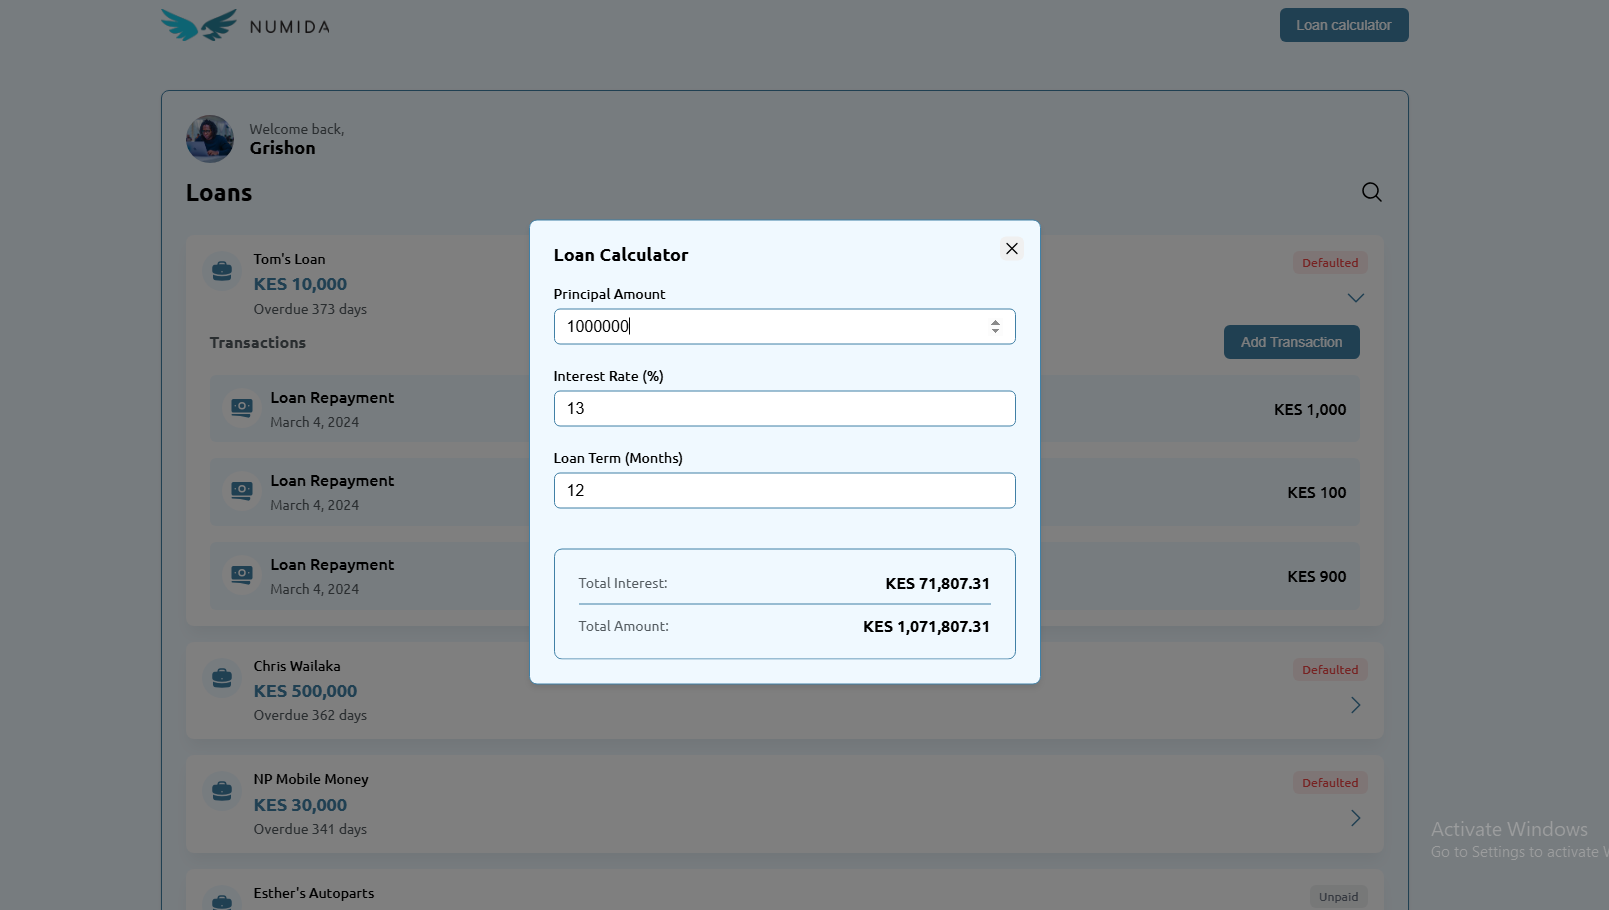 NUMIDA
Loan calculator
Welcome back,
Grishon
Loans
Tom's Loan
KES 10,000
Overdue 373 days
Defaulted
Transactions
Add Transaction
Loan Repayment
March 4, 2024
KES 1,000
Loan Repayment
March 4, 2024
KES 100
Loan Repayment
March 4, 2024
KES 900
Loan Calculator
Principal Amount
1000000
Interest Rate (%)
13
Loan Term (Months)
12
Total Interest: KES 71,807.31
Total Amount: KES 1,071,807.31
Chris Wailaka
KES 500,000
Overdue 362 days
Defaulted
NP Mobile Money
KES 30,000
Overdue 341 days
Defaulted
Esther's Autoparts
Unpaid
Activate Windows
Go to Settings to activate